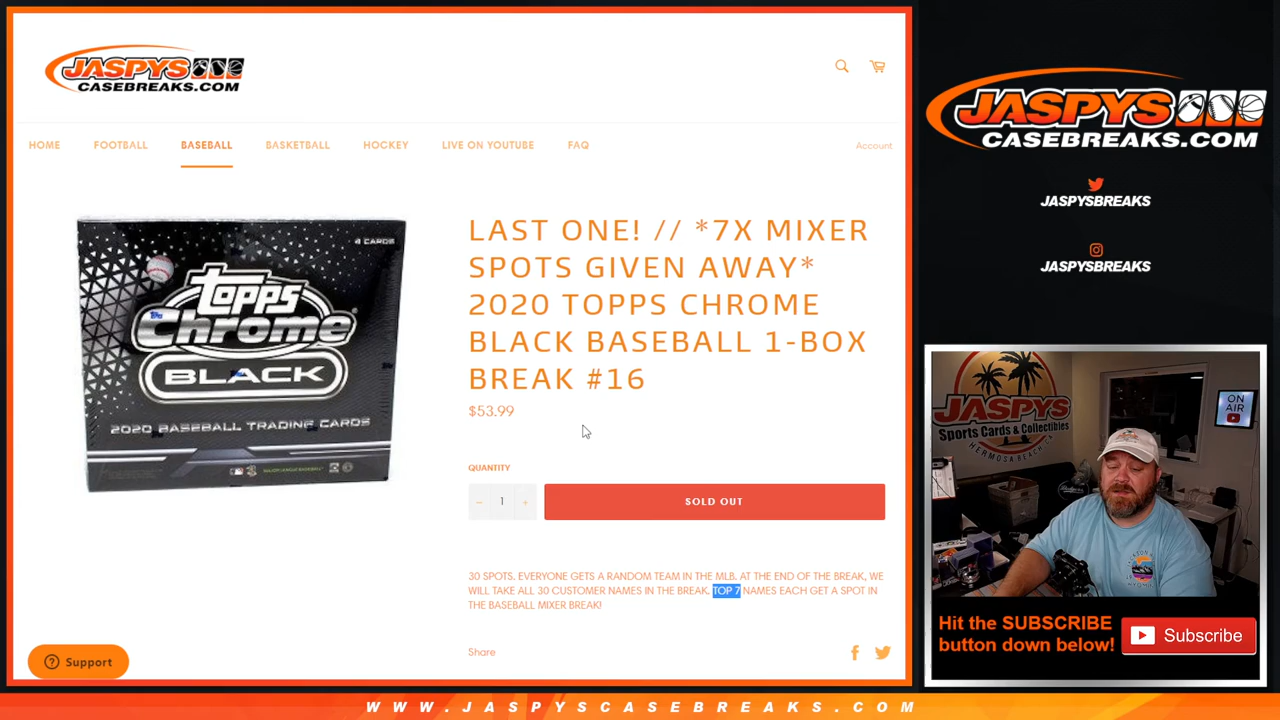 JASPYS
CASEBREAKS.COM
HOME FOOTBALL BASEBALL BASKETBALL HOCKEY LIVE ON YOUTUBE FAQ Account
4 CARDS
topps
Chrome
BLACK
2020 BASEBALL TRADING CARDS
LAST ONE! // *7X MIXER
SPOTS GIVEN AWAY*
2020 TOPPS CHROME
BLACK BASEBALL 1-BOX
BREAK #16
$53.99
QUANTITY
− 1 +
SOLD OUT
30 SPOTS. EVERYONE GETS A RANDOM TEAM IN THE MLB. AT THE END OF THE BREAK, WE
WILL TAKE ALL 30 CUSTOMER NAMES IN THE BREAK. TOP 7 NAMES EACH GET A SPOT IN
THE BASEBALL MIXER BREAK!
Share
Support
JASPYS
CASEBREAKS.COM
JASPYSBREAKS
JASPYSBREAKS
JASPYS
Sports Cards & Collectibles
HERMOSA BEACH, CA
ON
AIR
Hit the SUBSCRIBE
button down below!
Subscribe
WWW.JASPYSCASEBREAKS.COM